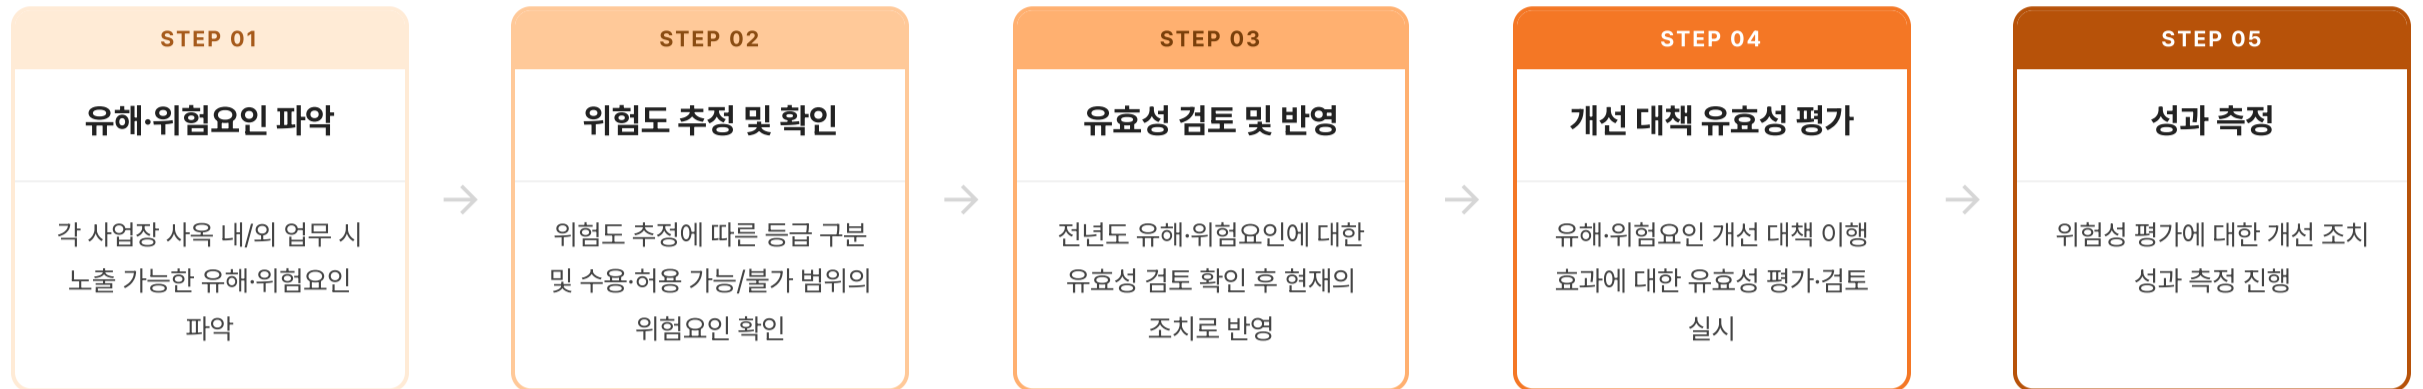 STEP 01
유해·위험요인 파악
각 사업장 사옥 내/외 업무 시
노출 가능한 유해·위험요인
파악
STEP 02
위험도 추정 및 확인
위험도 추정에 따른 등급 구분
및 수용·허용 가능/불가 범위의
위험요인 확인
STEP 03
유효성 검토 및 반영
전년도 유해·위험요인에 대한
유효성 검토 확인 후 현재의
조치로 반영
STEP 04
개선 대책 유효성 평가
유해·위험요인 개선 대책 이행
효과에 대한 유효성 평가·검토
실시
STEP 05
성과 측정
위험성 평가에 대한 개선 조치
성과 측정 진행